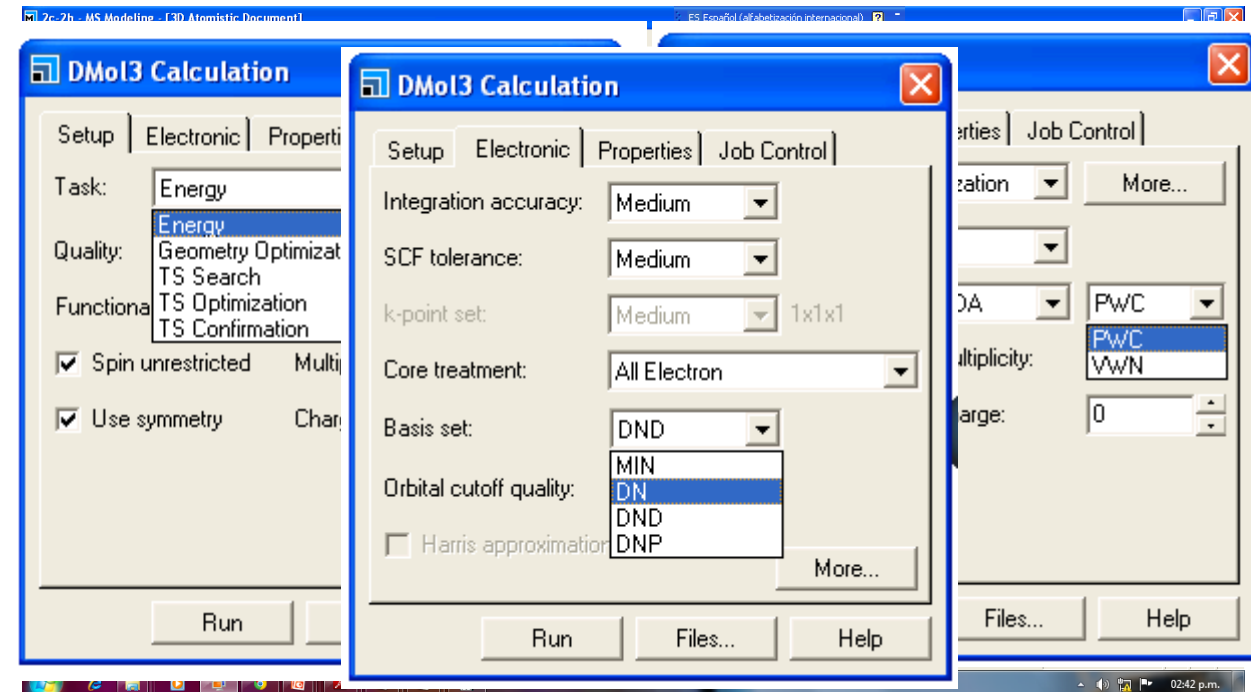 2c-2h - MS Modeling - [3D Atomistic Document]
ES Español (alfabetización internacional)
?
DMol3 Calculation
Setup Electronic Properti
Task: Energy
Energy
Geometry Optimizat
TS Search
TS Optimization
TS Confirmation
Quality:
Functiona
Spin unrestricted Multip
Use symmetry Char
Run
DMol3 Calculation
Setup Electronic Properties Job Control
Integration accuracy: Medium
SCF tolerance: Medium
k-point set: Medium 1x1x1
Core treatment: All Electron
Basis set: DND
MIN
DN
DND
DNP
Orbital cutoff quality:
Harris approximation
More...
Run Files... Help
erties Job Control
zation More...
DA PWC
PWC
VWN
ultiplicity:
arge: 0
Files... Help
02:42 p.m.